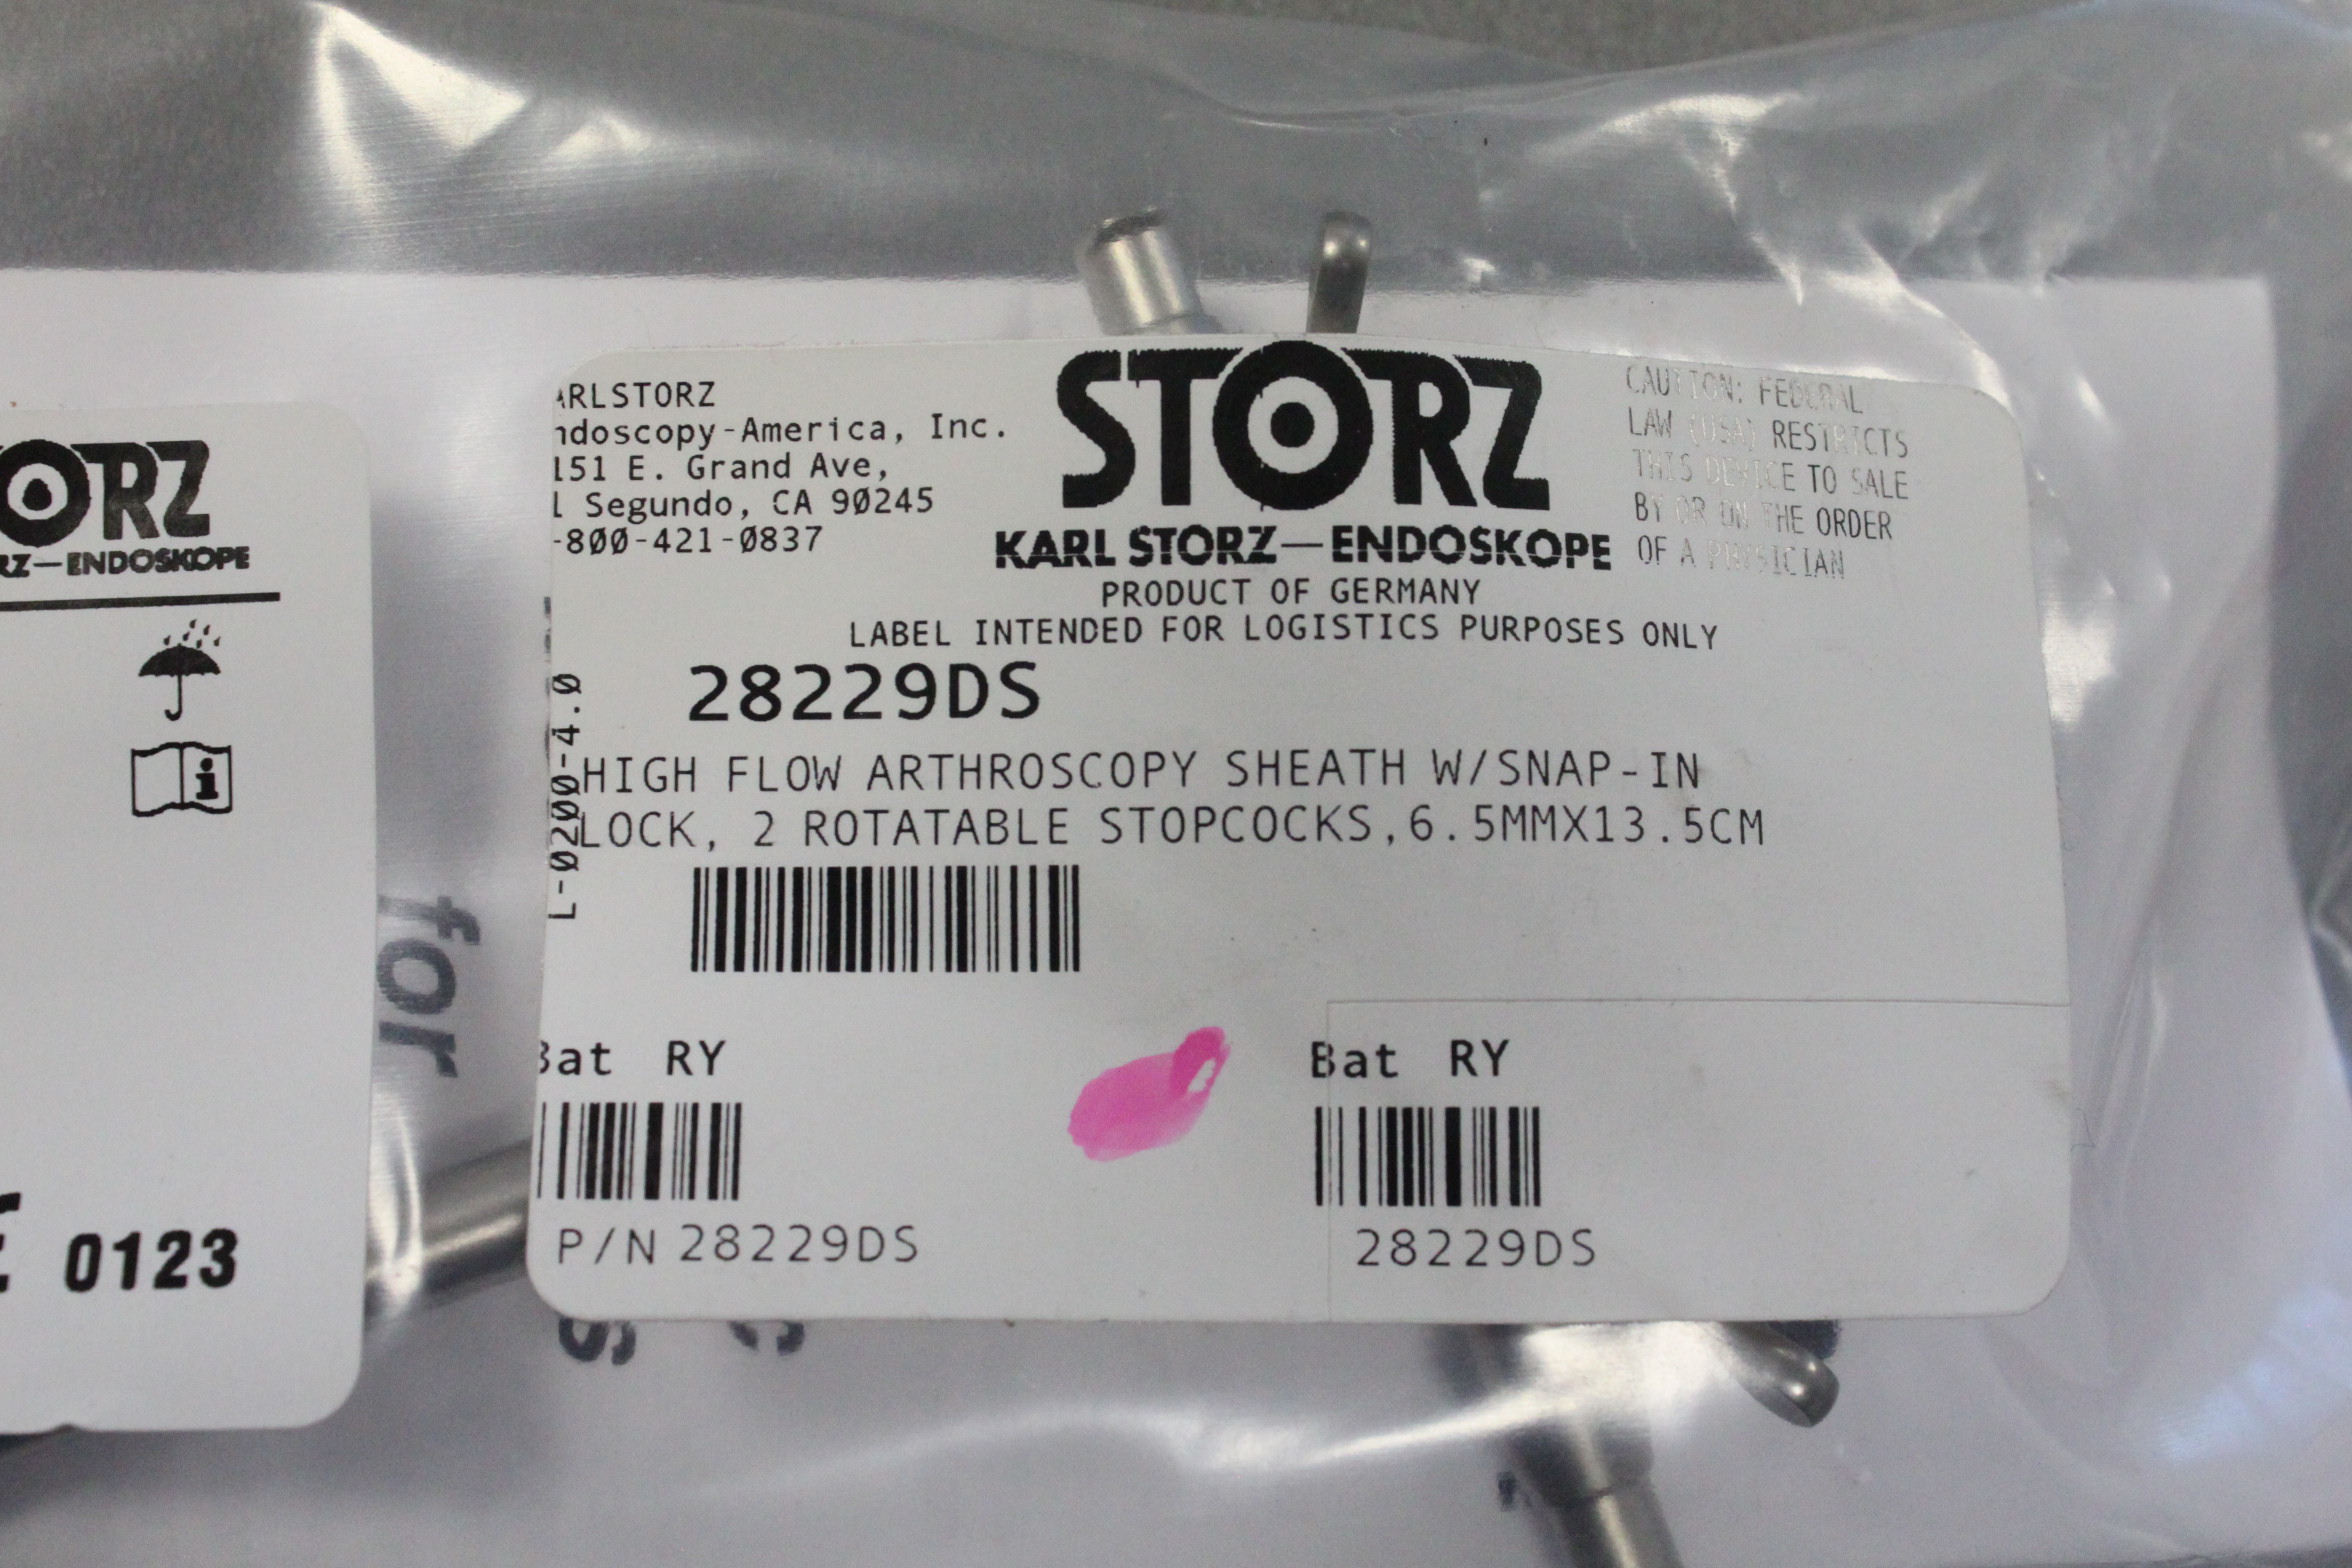 ORZ
RZ—ENDOSKOPE
0123
for
ARLSTORZ
ndoscopy-America, Inc.
151 E. Grand Ave,
l Segundo, CA 90245
-800-421-0837
STORZ
KARL STORZ—ENDOSKOPE
PRODUCT OF GERMANY
LABEL INTENDED FOR LOGISTICS PURPOSES ONLY
CAUTION: FEDERAL
LAW (USA) RESTRICTS
THIS DEVICE TO SALE
BY OR ON THE ORDER
OF A PHYSICIAN
28229DS
L-0200-4.0
HIGH FLOW ARTHROSCOPY SHEATH W/SNAP-IN
LOCK, 2 ROTATABLE STOPCOCKS,6.5MMX13.5CM
Bat RY
P/N 28229DS
Bat RY
28229DS